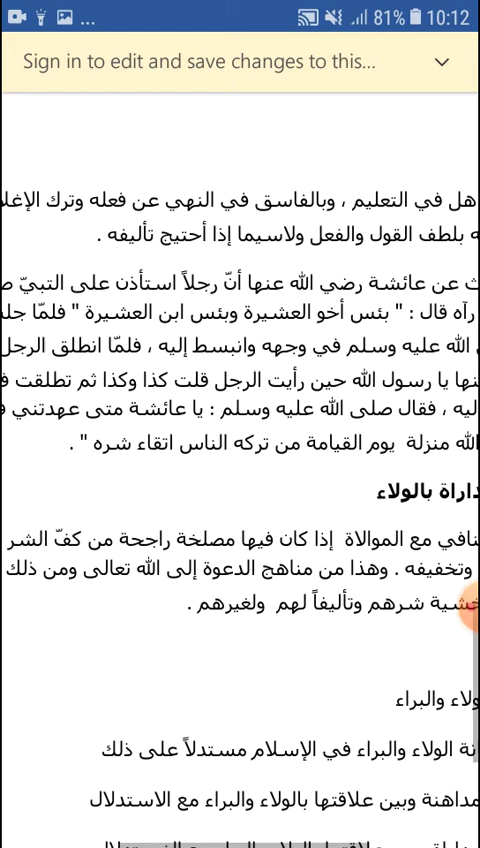 ... 81% 10:12
Sign in to edit and save changes to this...
هل في التعليم ، وبالفاسق في النهي عن فعله وترك الإغلا
ه بلطف القول والفعل ولاسيما إذا أحتيج تأليفه .
ث عن عائشة رضي الله عنها أنّ رجلاً استأذن على النبيّ ص
رآه قال : " بئس أخو العشيرة وبئس ابن العشيرة " فلمّا جل
الله عليه وسلم في وجهه وانبسط إليه ، فلمّا انطلق الرجل
نها يا رسول الله حين رأيت الرجل قلت كذا وكذا ثم تطلقت ف
ليه ، فقال صلى الله عليه وسلم : يا عائشة متى عهدتني ف
الله منزلة يوم القيامة من تركه الناس اتقاء شره " .
داراة بالولاء
نافي مع الموالاة إذا كان فيها مصلخة راجحة من كفّ الشر
وتخفيفه . وهذا من مناهج الدعوة إلى الله تعالى ومن ذلك
خشية شرهم وتأليفاً لهم ولغيرهم .
ولاء والبراء
نة الولاء والبراء في الإسلام مستدلاً على ذلك
مداهنة وبين علاقتها بالولاء والبراء مع الاستدلال